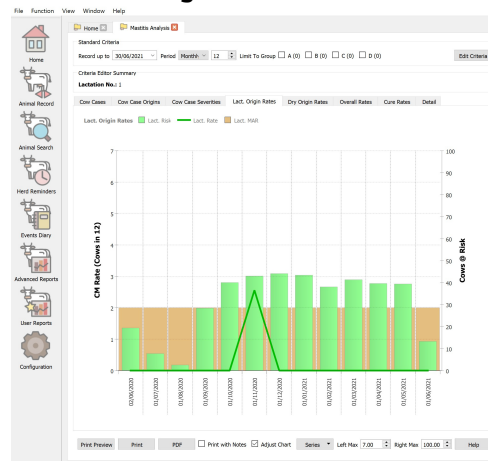 File Function View Window Help
Home Mastitis Analysis
Standard Criteria
Record up to 30/06/2021 Period Monthly 12 Limit To Group A (0) B (0) C (0) D (0) Edit Criteria
Criteria Editor Summary
Lactation No.: 1
Cow Cases Cow Case Origins Cow Case Severities Lact. Origin Rates Dry Origin Rates Overall Rates Cure Rates Detail
Lact. Origin Rates Lact. Risk Lact. Rate Lact. MAR
Home
Animal Record
Animal Search
Herd Reminders
Events Diary
Advanced Reports
User Reports
Configuration
CM Rate (Cows in 12)
7
6
5
4
3
2
1
0
100
90
80
70
60
50
40
30
20
10
0
Cows @ Risk
02/06/2020 01/07/2020 01/08/2020 01/09/2020 01/10/2020 01/11/2020 01/12/2020 01/01/2021 01/02/2021 01/03/2021 01/04/2021 01/05/2021 01/06/2021
Print Preview Print PDF Print with Notes Adjust Chart Series Left Max 7.00 Right Max 100.00 Help